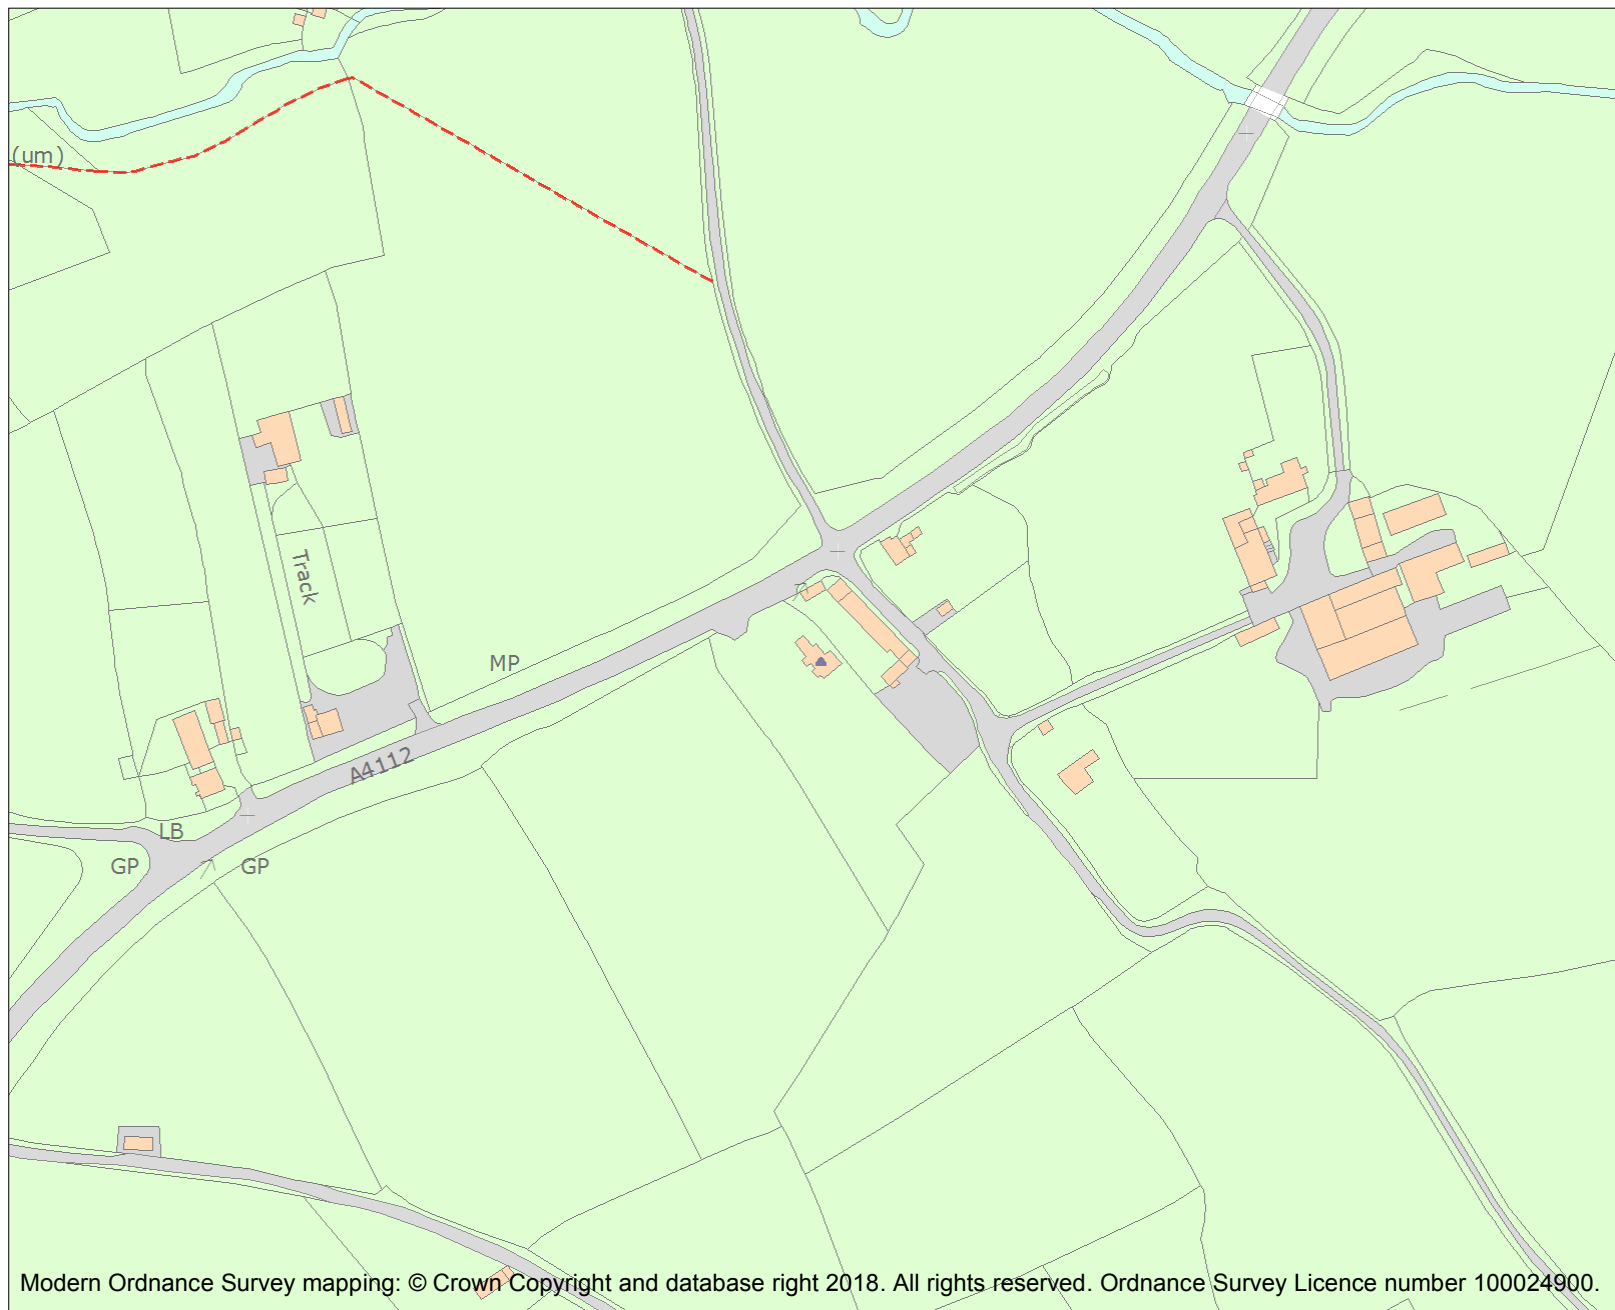 (um)
Track
MP
A4112
LB
GP
GP
Modern Ordnance Survey mapping: © Crown Copyright and database right 2018. All rights reserved. Ordnance Survey Licence number 100024900.